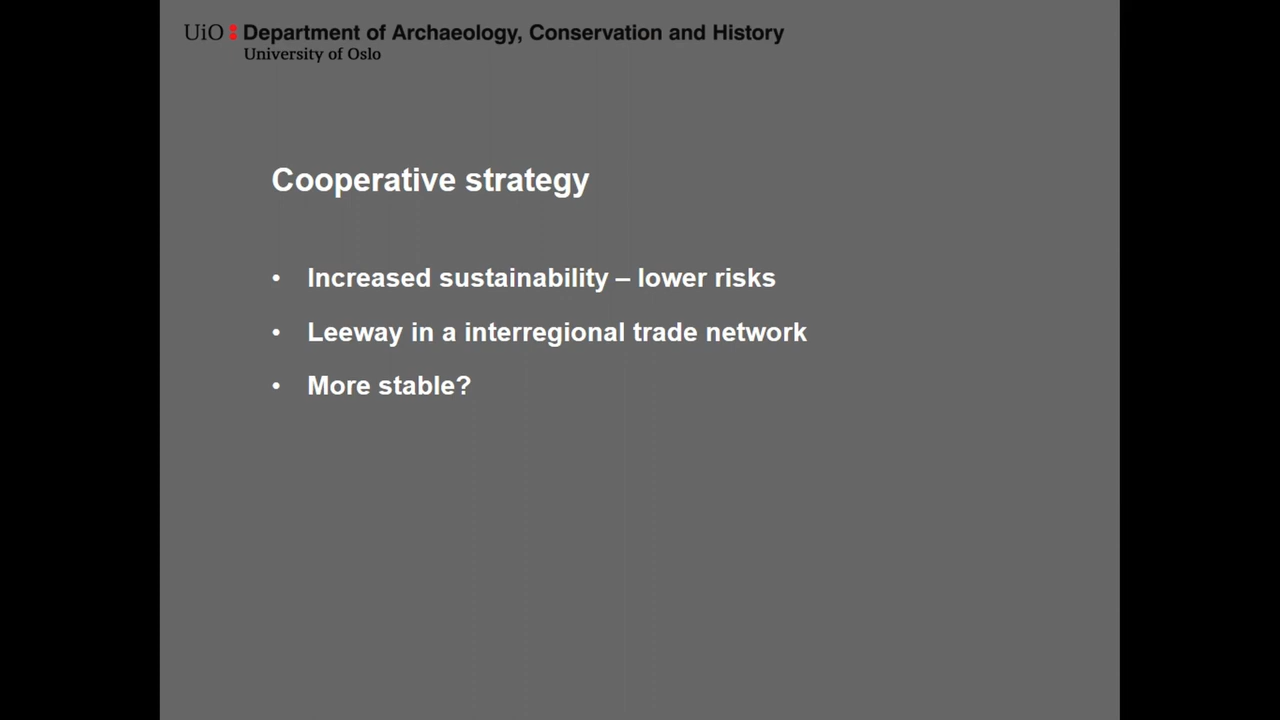 UiO : Department of Archaeology, Conservation and History
University of Oslo
Cooperative strategy
• Increased sustainability – lower risks
• Leeway in a interregional trade network
• More stable?